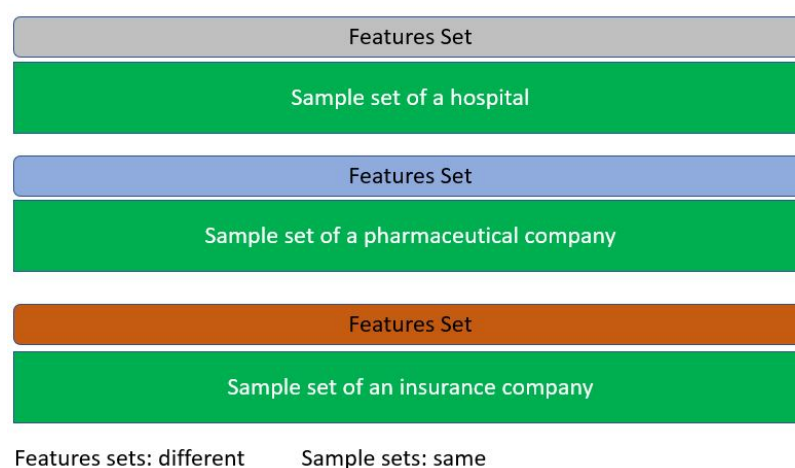 Features Set
Sample set of a hospital
Features Set
Sample set of a pharmaceutical company
Features Set
Sample set of an insurance company
Features sets: different Sample sets: same